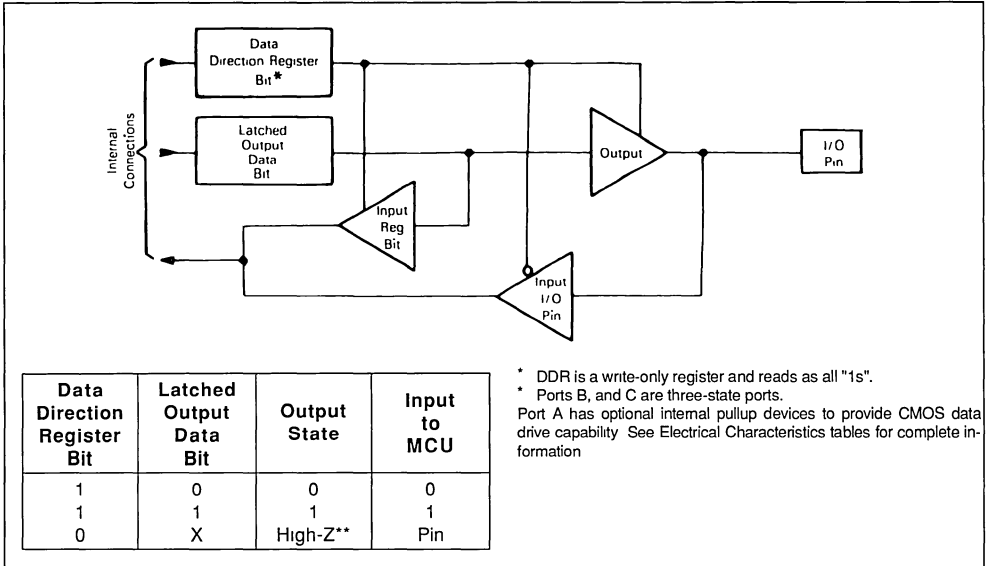 Data
Direction Register
Bit*
Internal
Connections
Latched
Output
Data
Bit
Output
I/O
Pin
Input
Reg
Bit
Input
I/O
Pin
Data
Direction
Register
Bit
Latched
Output
Data
Bit
Output
State
Input
to
MCU
1 0 0 0
1 1 1 1
0 X High-Z** Pin
* DDR is a write-only register and reads as all "1s".
* Ports B, and C are three-state ports.
Port A has optional internal pullup devices to provide CMOS data
drive capability See Electrical Characteristics tables for complete in-
formation